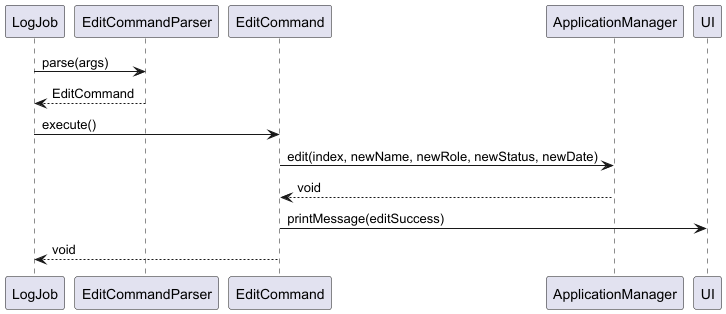 LogJob EditCommandParser EditCommand ApplicationManager UI
parse(args)
EditCommand
execute()
edit(index, newName, newRole, newStatus, newDate)
void
printMessage(editSuccess)
void
LogJob EditCommandParser EditCommand ApplicationManager UI